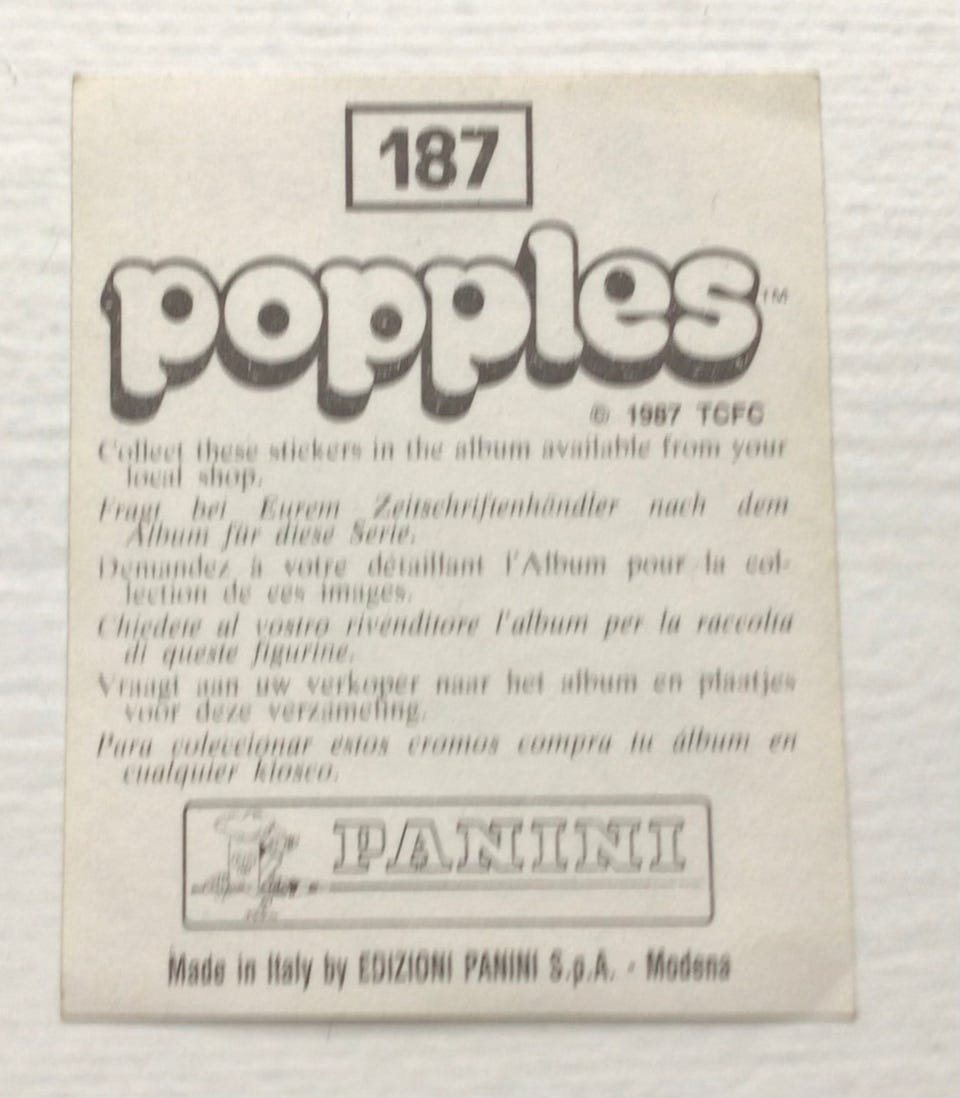 187
popples™
© 1987 TCFC
Collect these stickers in the album available from your
local shop.
Fragt bei Eurem Zeitschriftenhändler nach dem
Album für diese Serie.
Demandez à votre détaillant l'Album pour la col-
lection de ces images.
Chiedete al vostro rivenditore l'album per la raccolta
di queste figurine.
Vraagt aan uw verkoper naar het album en plaatjes
voor deze verzameling.
Para coleccionar estos cromos compra tu álbum en
cualquier kiosco.
PANINI
Made in Italy by EDIZIONI PANINI S.p.A. - Modena